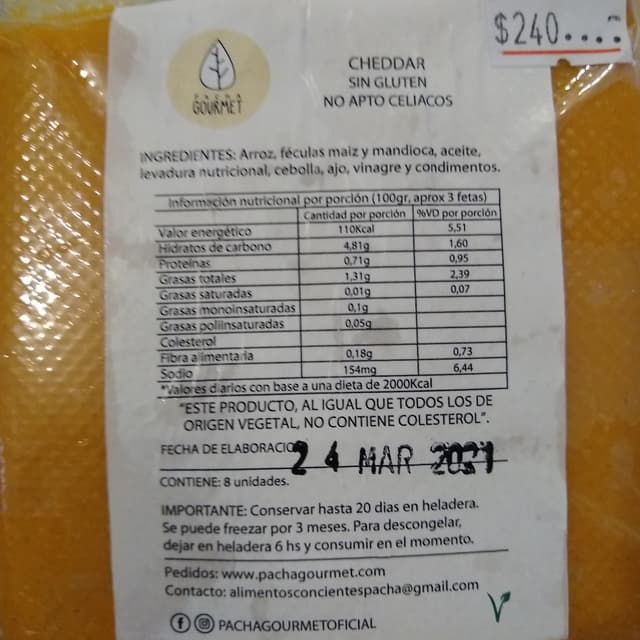 $240....
PACHA
GOURMET
CHEDDAR
SIN GLUTEN
NO APTO CELIACOS
INGREDIENTES: Arroz, féculas maiz y mandioca, aceite,
levadura nutricional, cebolla, ajo, vinagre y condimentos.
Información nutricional por porción (100gr, aprox 3 fetas)
Cantidad por porción %VD por porción
Valor energético 110Kcal 5,51
Hidratos de carbono 4,81g 1,60
Proteínas 0,71g 0,95
Grasas totales 1,31g 2,39
Grasas saturadas 0,01g 0,07
Grasas monoinsaturadas 0,1g
Grasas poliinsaturadas 0,05g
Colesterol
Fibra alimentaria 0,18g 0,73
Sodio 154mg 6,44
*Valores diarios con base a una dieta de 2000Kcal
"ESTE PRODUCTO, AL IGUAL QUE TODOS LOS DE
ORIGEN VEGETAL, NO CONTIENE COLESTEROL".
FECHA DE ELABORACIO 24 MAR 2021
CONTIENE: 8 unidades.
IMPORTANTE: Conservar hasta 20 dias en heladera.
Se puede freezar por 3 meses. Para descongelar,
dejar en heladera 6 hs y consumir en el momento.
Pedidos: www.pachagourmet.com
Contacto: alimentosconcientespacha@gmail.com
PACHAGOURMETOFICIAL